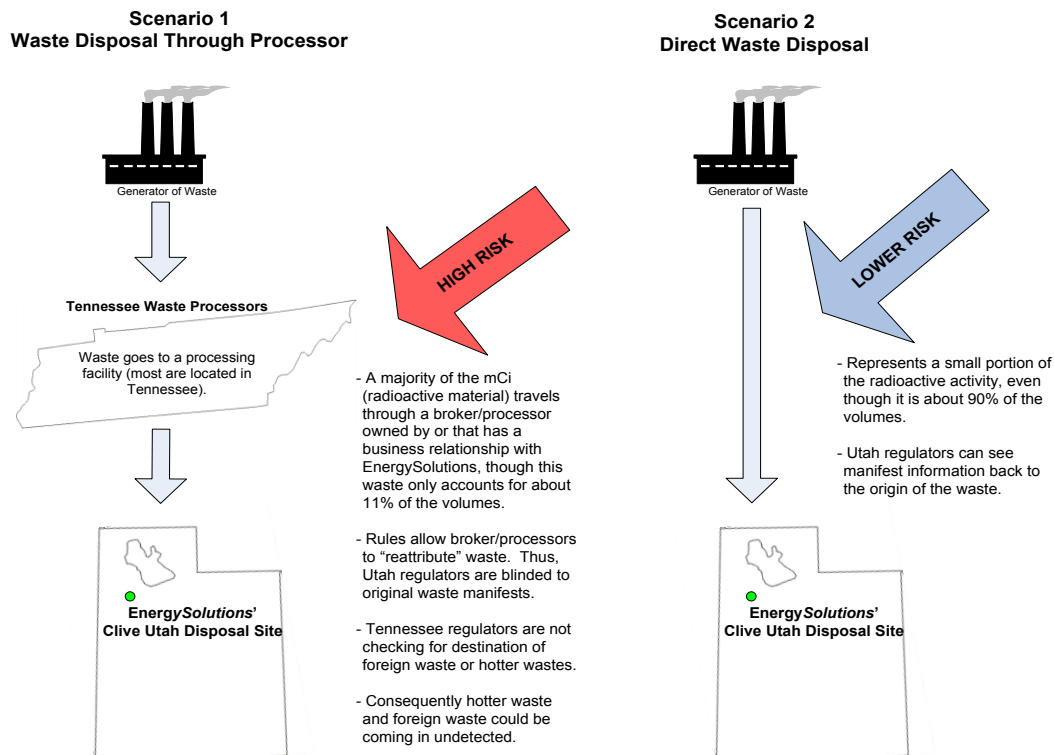 Scenario 1
Waste Disposal Through Processor
Generator of Waste
Tennessee Waste Processors
Waste goes to a processing
facility (most are located in
Tennessee).
HIGH RISK
- A majority of the mCi
(radioactive material) travels
through a broker/processor
owned by or that has a
business relationship with
EnergySolutions, though this
waste only accounts for about
11% of the volumes.
- Rules allow broker/processors
to “reattribute” waste. Thus,
Utah regulators are blinded to
original waste manifests.
- Tennessee regulators are not
checking for destination of
foreign waste or hotter wastes.
- Consequently hotter waste
and foreign waste could be
coming in undetected.
EnergySolutions’
Clive Utah Disposal Site
Scenario 2
Direct Waste Disposal
Generator of Waste
LOWER RISK
- Represents a small portion of
the radioactive activity, even
though it is about 90% of the
volumes.
- Utah regulators can see
manifest information back to
the origin of the waste.
EnergySolutions’
Clive Utah Disposal Site